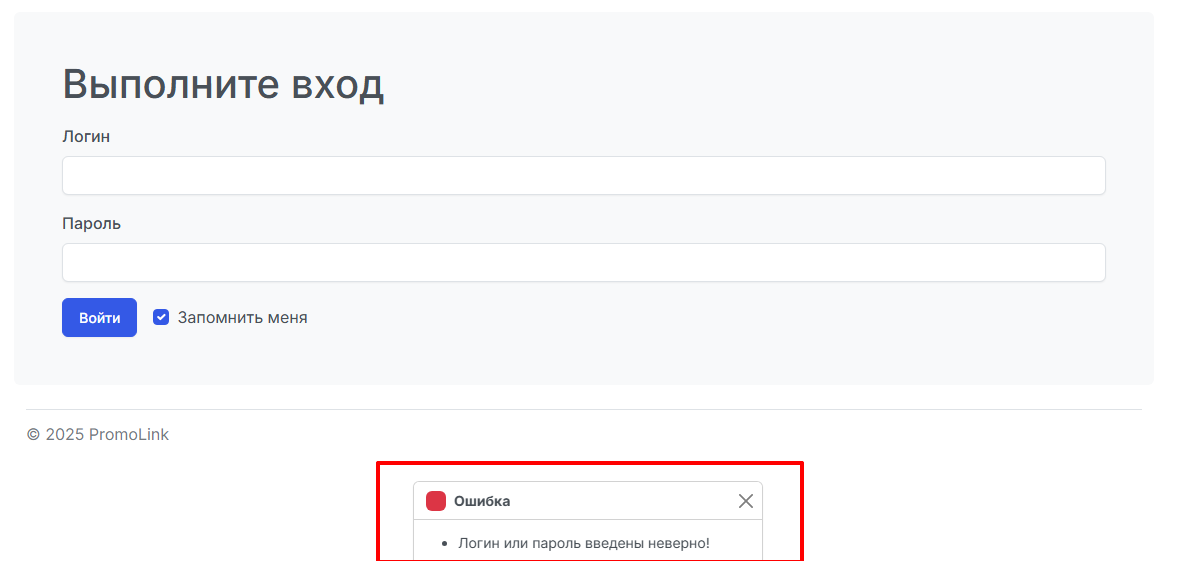 Выполните вход
Логин
Пароль
Войти
Запомнить меня
© 2025 PromoLink
Ошибка
Логин или пароль введены неверно!